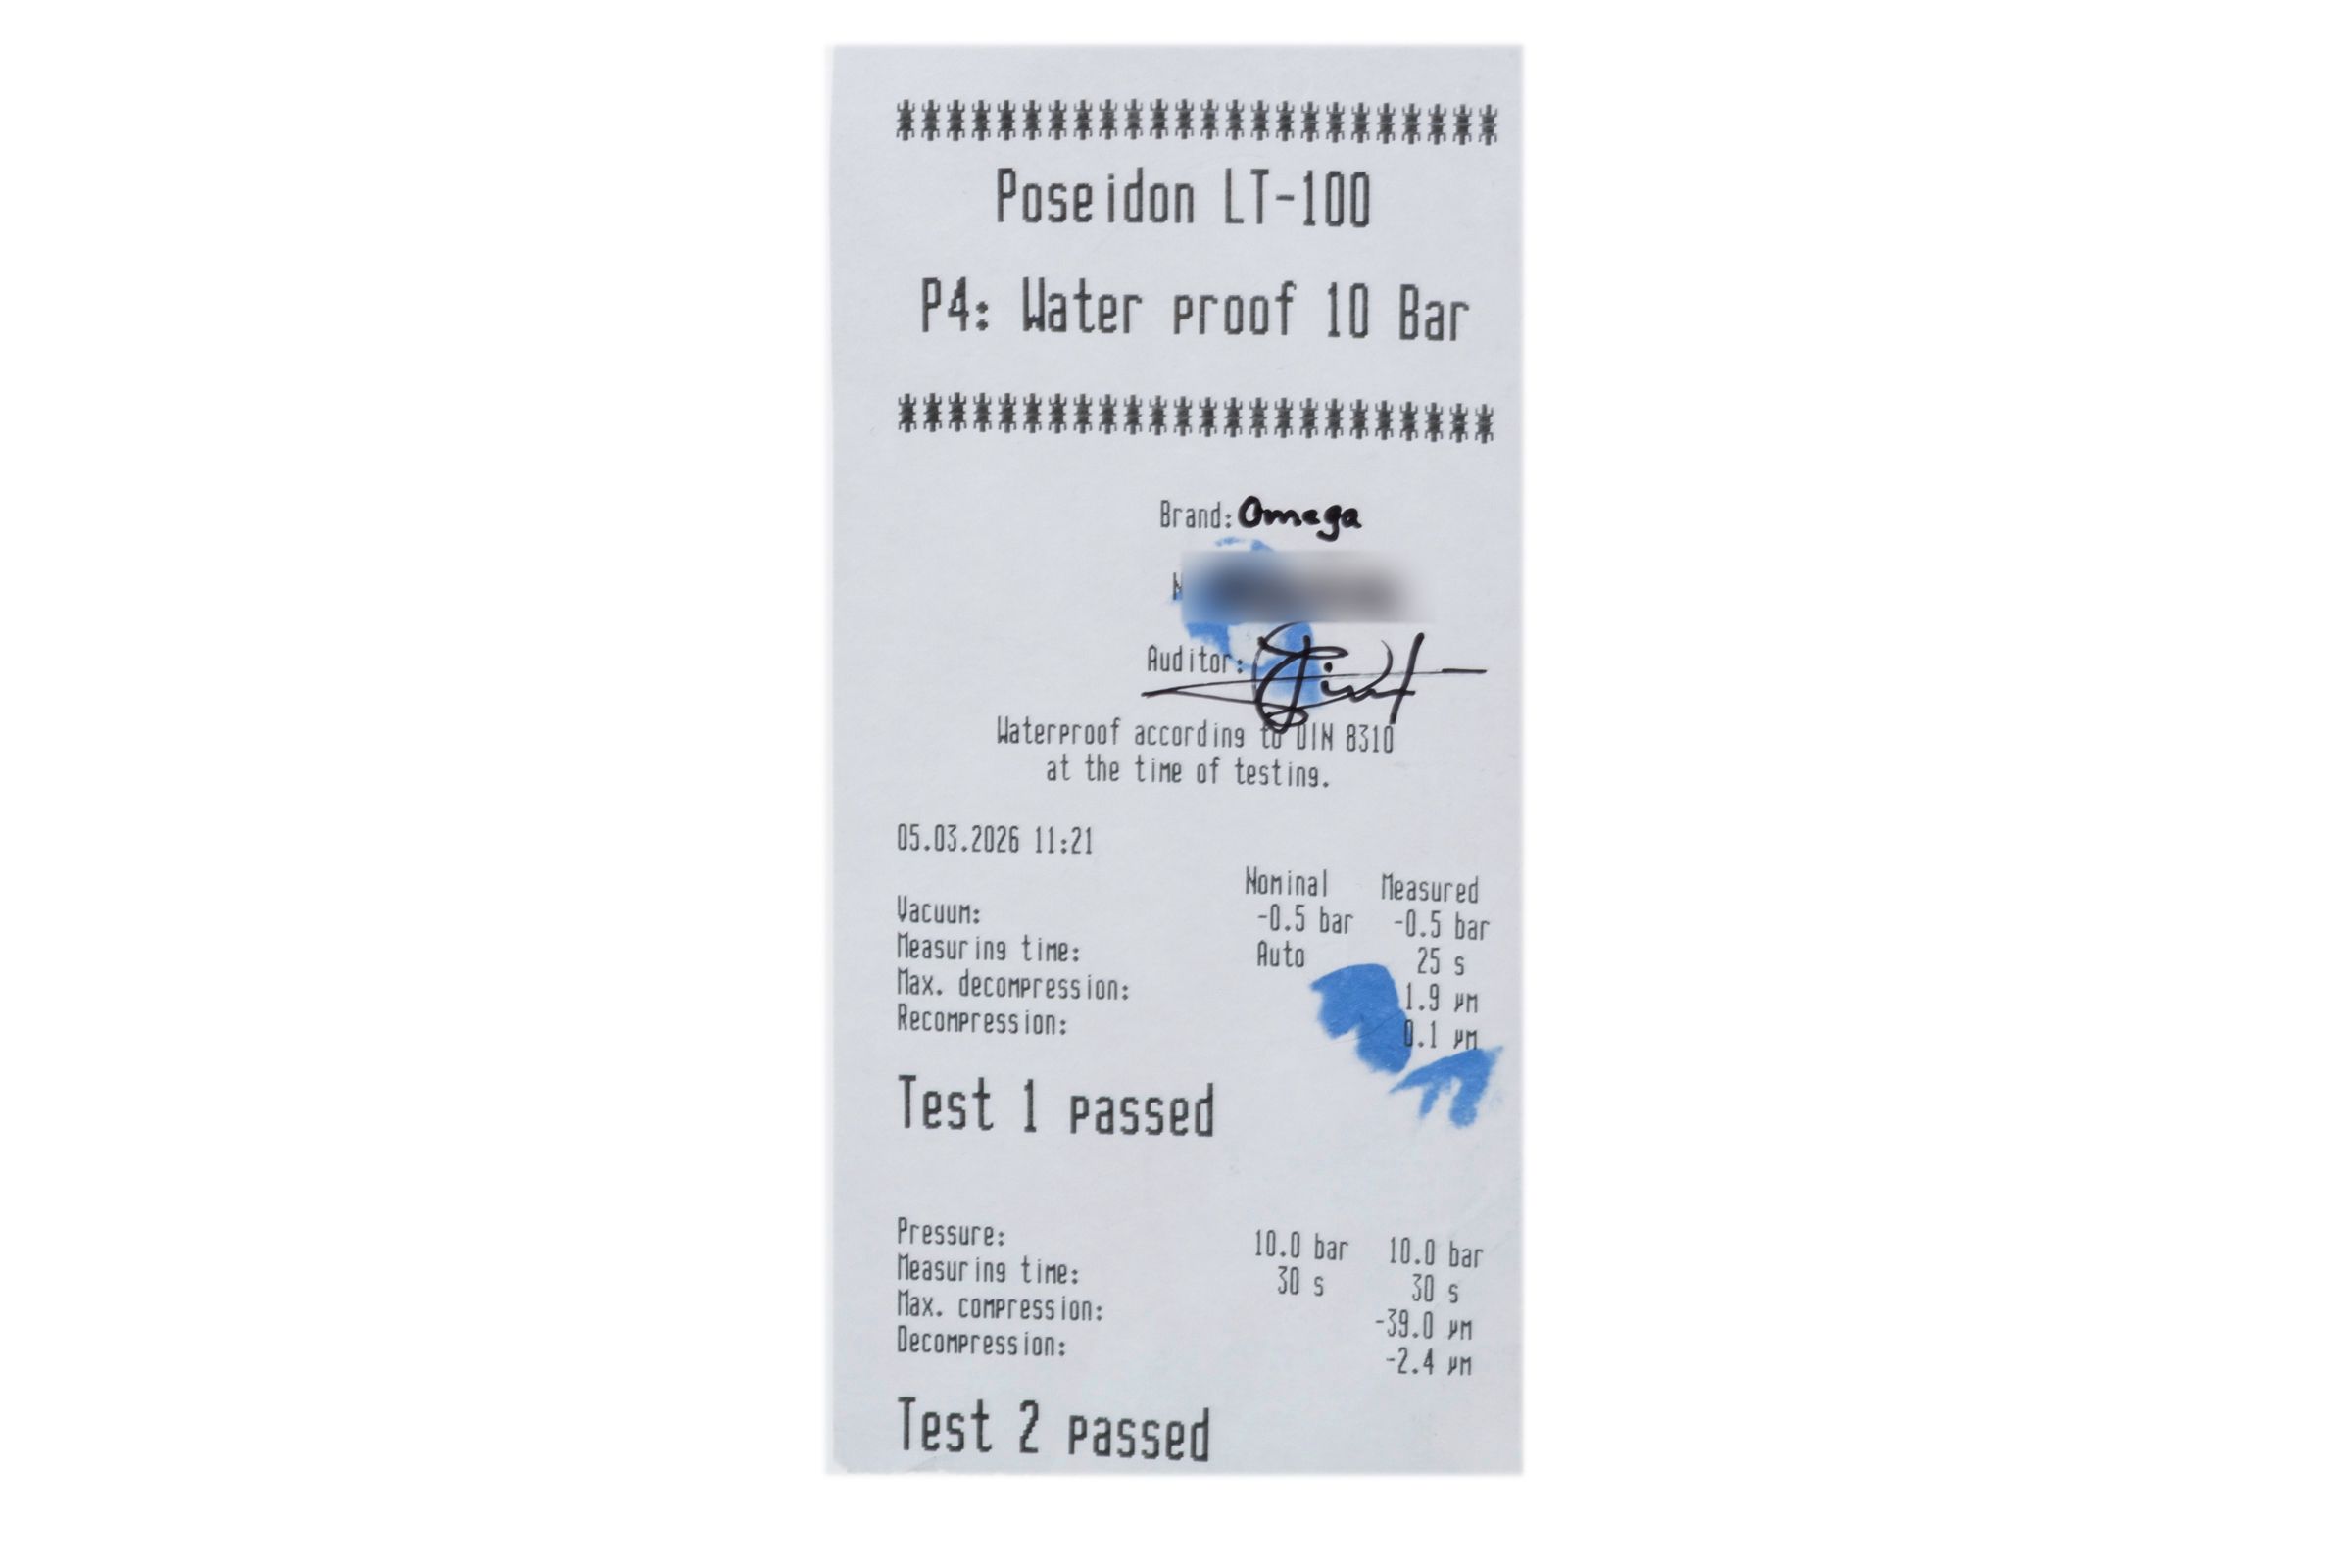 ************************
Poseidon LT-100
P4: Water proof 10 Bar
************************
Brand: Omega
Auditor:
Waterproof according to DIN 8310
at the time of testing.
05.03.2026 11:21
Nominal Measured
Vacuum: -0.5 bar -0.5 bar
Measuring time: Auto 25 s
Max. decompression: 1.9 µm
Recompression: 0.1 µm
Test 1 passed
Pressure: 10.0 bar 10.0 bar
Measuring time: 30 s 30 s
Max. compression: -39.0 µm
Decompression: -2.4 µm
Test 2 passed